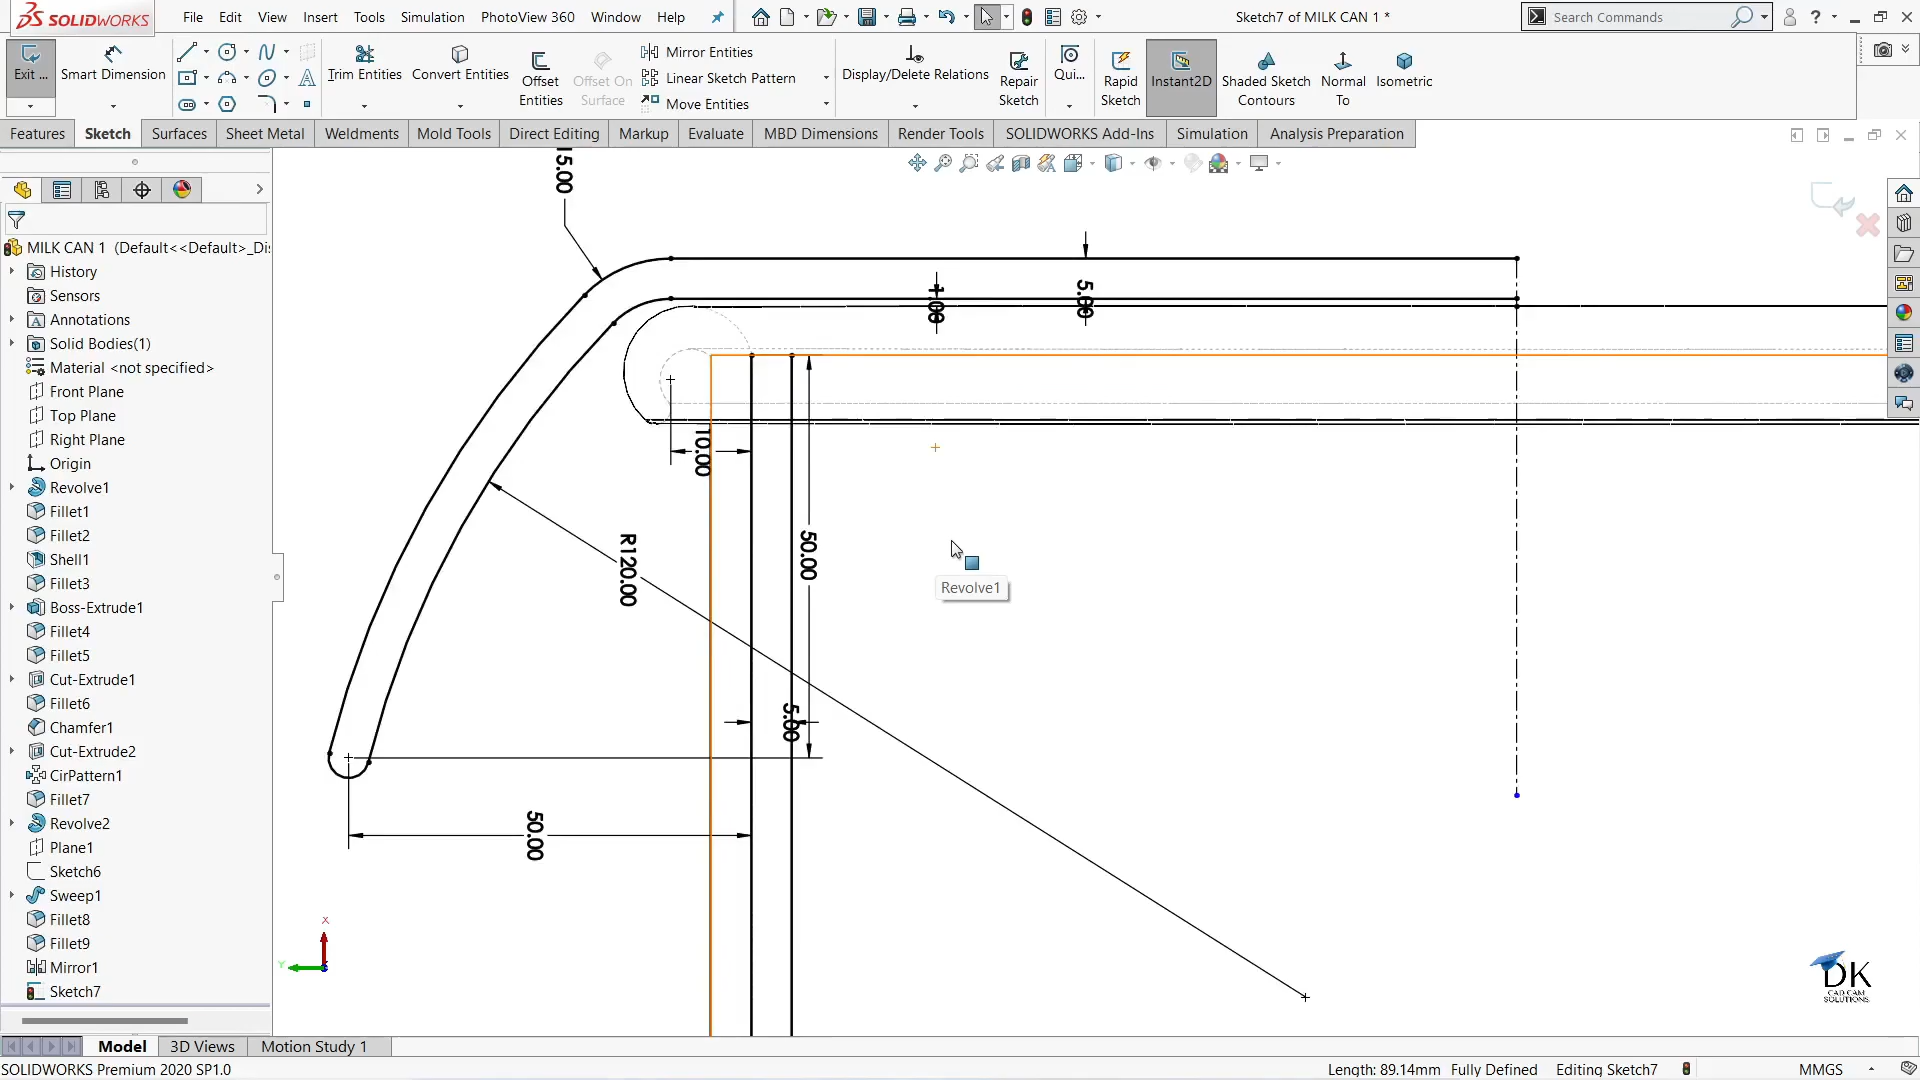 SOLIDWORKS
File
Edit
View
Insert
Tools
Simulation
PhotoView 360
Window
Help
Sketch7 of MILK CAN 1 *
Search Commands
Exit ...
Smart Dimension
Trim Entities
Convert Entities
Offset
Entities
Offset On
Surface
Mirror Entities
Linear Sketch Pattern
Move Entities
Display/Delete Relations
Repair
Sketch
Qui...
Rapid
Sketch
Instant2D
Shaded Sketch
Contours
Normal
To
Isometric
Features
Sketch
Surfaces
Sheet Metal
Weldments
Mold Tools
Direct Editing
Markup
Evaluate
MBD Dimensions
Render Tools
SOLIDWORKS Add-Ins
Simulation
Analysis Preparation
MILK CAN 1 (Default<<Default>_Di
History
Sensors
Annotations
Solid Bodies(1)
Material <not specified>
Front Plane
Top Plane
Right Plane
Origin
Revolve1
Fillet1
Fillet2
Shell1
Fillet3
Boss-Extrude1
Fillet4
Fillet5
Cut-Extrude1
Fillet6
Chamfer1
Cut-Extrude2
CirPattern1
Fillet7
Revolve2
Plane1
Sketch6
Sweep1
Fillet8
Fillet9
Mirror1
Sketch7
15.00
1.00
5.00
10.00
50.00
R120.00
5.00
50.00
Revolve1
X
Y
DK
CAD CAM
SOLUTIONS
Model
3D Views
Motion Study 1
SOLIDWORKS Premium 2020 SP1.0
Length: 89.14mm
Fully Defined
Editing Sketch7
MMGS